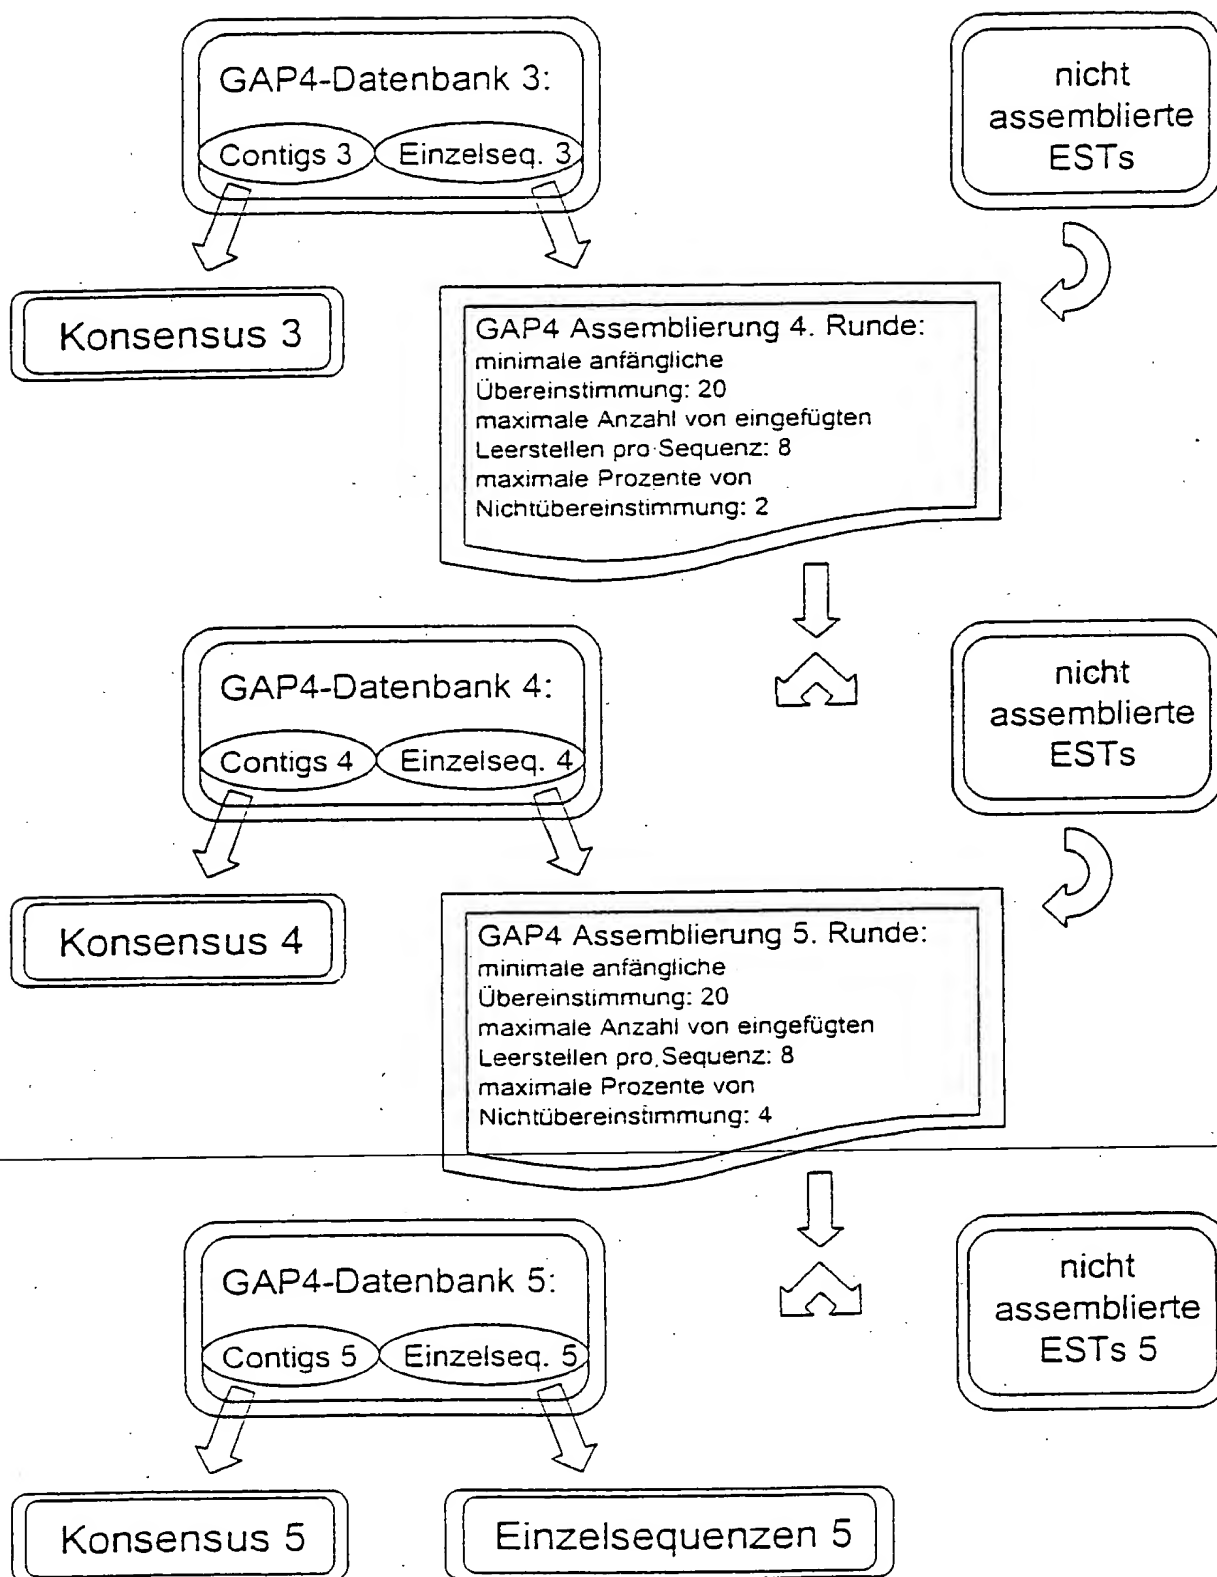 GAP4-Datenbank 3:
Contigs 3
Einzelseq. 3
nicht
assemblierte
ESTs
Konsensus 3
GAP4 Assemblierung 4. Runde:
minimale anfängliche
Übereinstimmung: 20
maximale Anzahl von eingefügten
Leerstellen pro Sequenz: 8
maximale Prozente von
Nichtübereinstimmung: 2
GAP4-Datenbank 4:
Contigs 4
Einzelseq. 4
nicht
assemblierte
ESTs
Konsensus 4
GAP4 Assemblierung 5. Runde:
minimale anfängliche
Übereinstimmung: 20
maximale Anzahl von eingefügten
Leerstellen pro Sequenz: 8
maximale Prozente von
Nichtübereinstimmung: 4
GAP4-Datenbank 5:
Contigs 5
Einzelseq. 5
nicht
assemblierte
ESTs 5
Konsensus 5
Einzelsequenzen 5